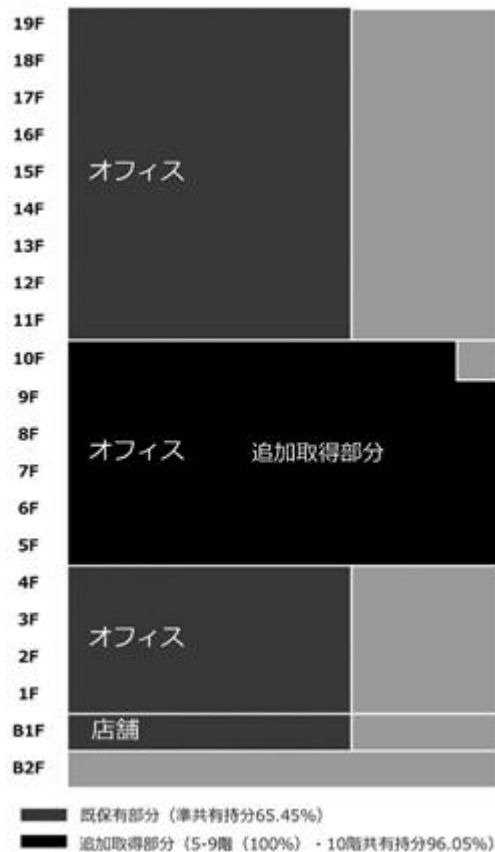 19F
18F
17F
16F
15F オフィス
14F
13F
12F
11F
10F
9F
8F
オフィス 追加取得部分
7F
6F
5F
4F
3F
オフィス
2F
1F
B1F 店舗
B2F
既保有部分（準共有持分65.45%）
追加取得部分（5-9階（100%）・10階共有持分96.05%）